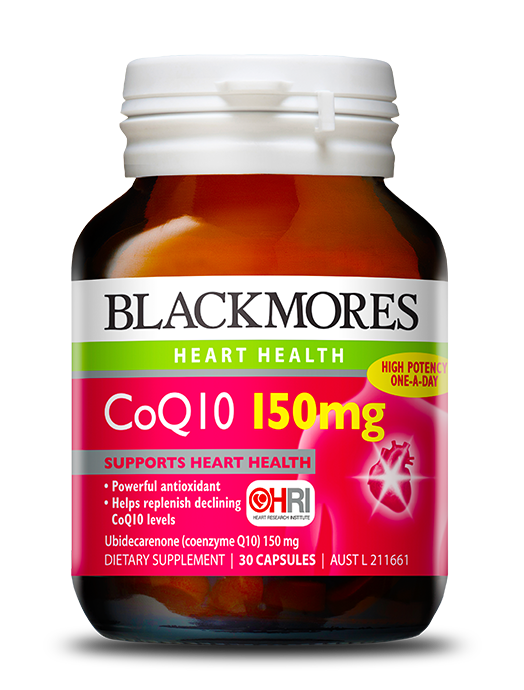 BLACKMORES
HEART HEALTH
HIGH POTENCY
ONE-A-DAY
CoQ10 150mg
SUPPORTS HEART HEALTH
• Powerful antioxidant
• Helps replenish declining
CoQ10 levels
HRI
HEART RESEARCH INSTITUTE
Ubidecarenone (coenzyme Q10) 150 mg
DIETARY SUPPLEMENT | 30 CAPSULES | AUST L 211661